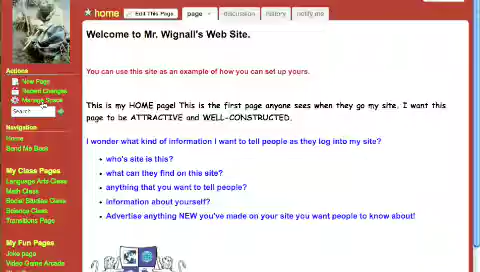 home
Edit This Page
page
discussion
history
notify me
Welcome to Mr. Wignall's Web Site.
You can use this site as an example of how you can set up yours.
This is my HOME page! This is the first page anyone sees when they go my site. I want this
page to be ATTRACTIVE and WELL-CONSTRUCTED.
I wonder what kind of information I want to tell people as they log into my site?
• who's site is this?
• what can they find on this site?
• anything that you want to tell people?
• information about yourself?
• Advertise anything NEW you've made on your site you want people to know about!
Actions
New Page
Recent Changes
Manage Space
Search
Navigation
Home
Send Me Book
My Class Pages
Language Arts Class
Math Class
Social Studies Class
Science Class
Transitions Page
My Fun Pages
Joke page
Video Game Arcade